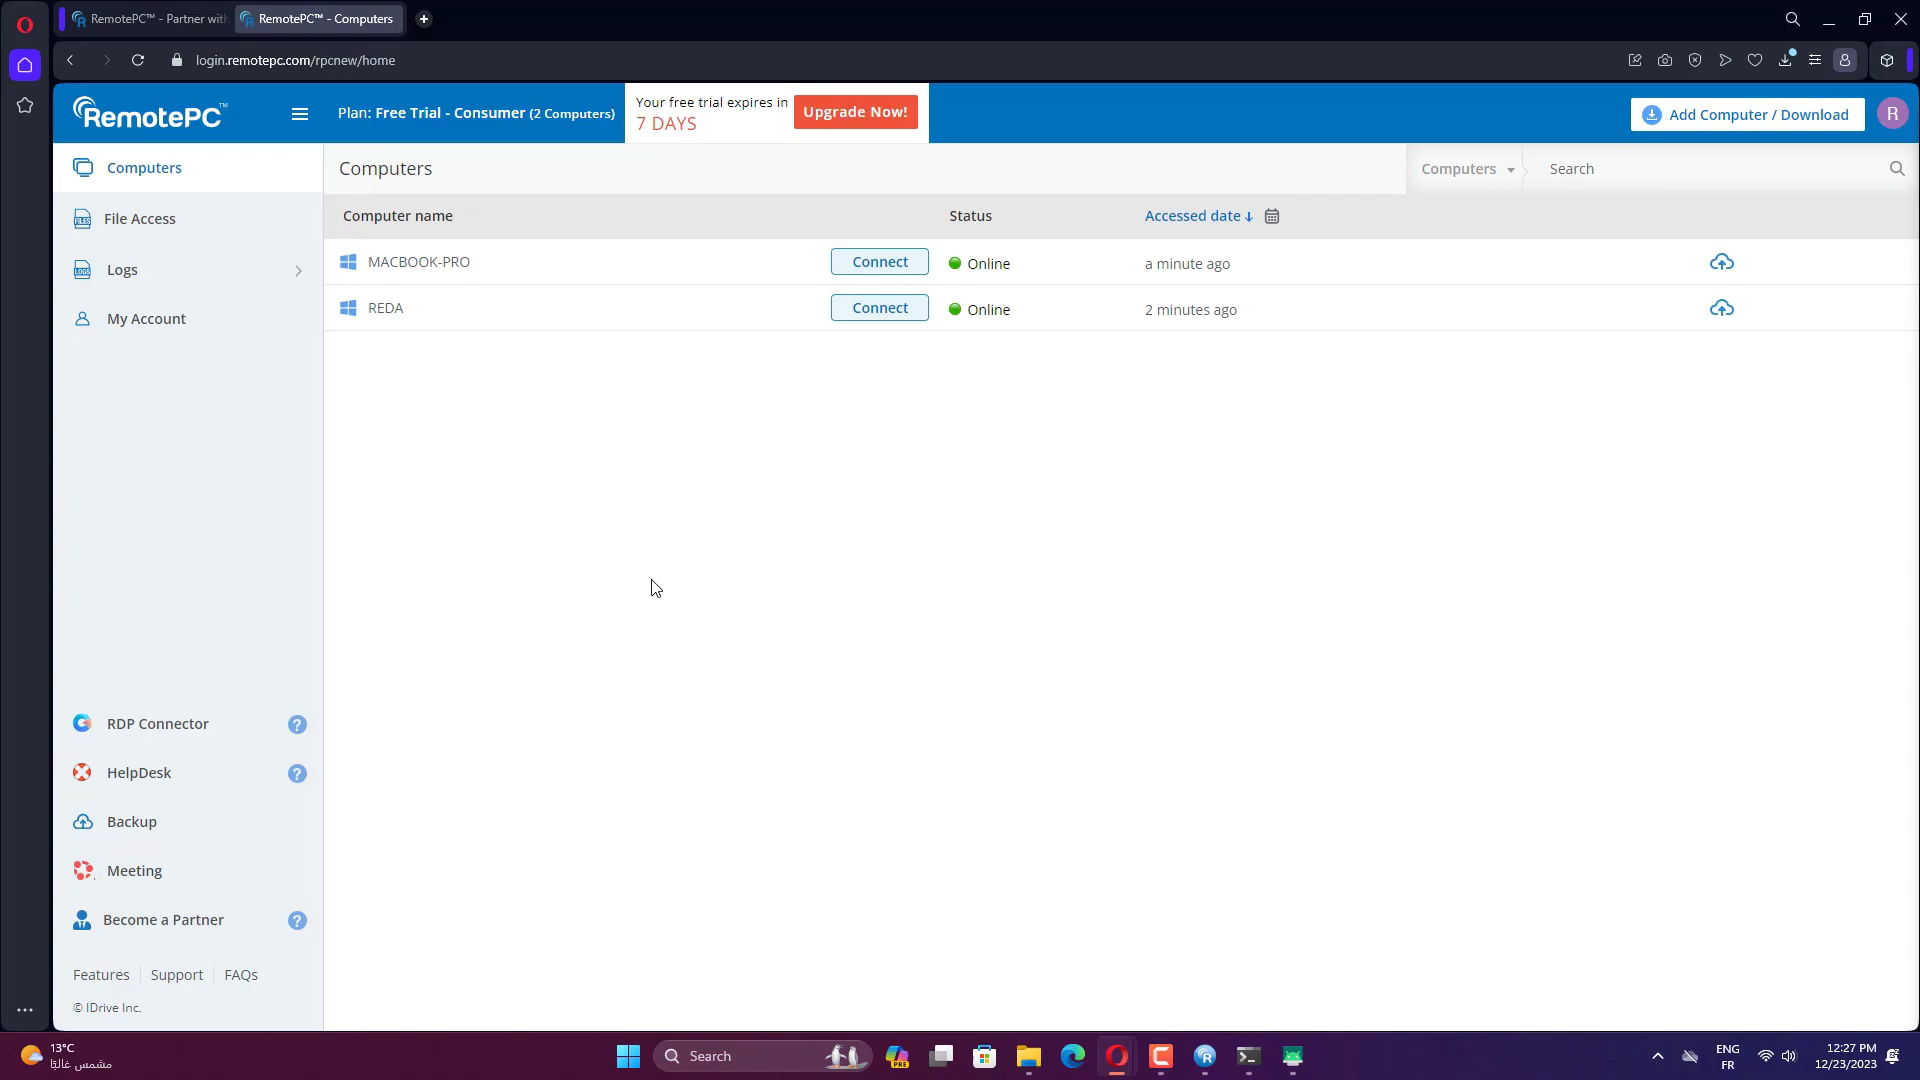 RemotePC™ - Partner with
RemotePC™ - Computers
login.remotepc.com/rpcnew/home
RemotePC™
Plan: Free Trial - Consumer (2 Computers)
Your free trial expires in
7 DAYS
Upgrade Now!
Add Computer / Download
R
Computers
File Access
Logs
My Account
Computers
Computers
Search
Computer name
Status
Accessed date
MACBOOK-PRO
Connect
Online
a minute ago
REDA
Connect
Online
2 minutes ago
RDP Connector
?
HelpDesk
?
Backup
Meeting
Become a Partner
?
Features
Support
FAQs
© IDrive Inc.
13°C
مشمس غالبًا
Search
PRE
ENG
FR
12:27 PM
12/23/2023